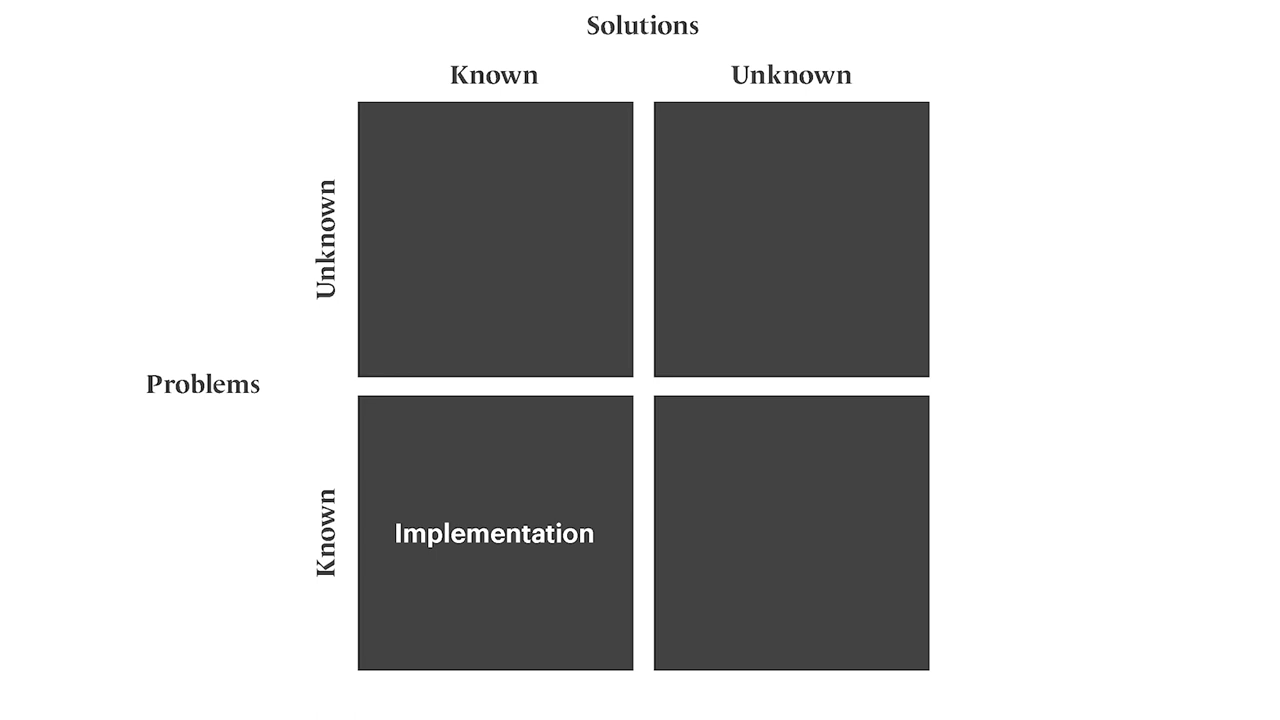 Solutions
Known
Unknown
Unknown
Problems
Known
Implementation